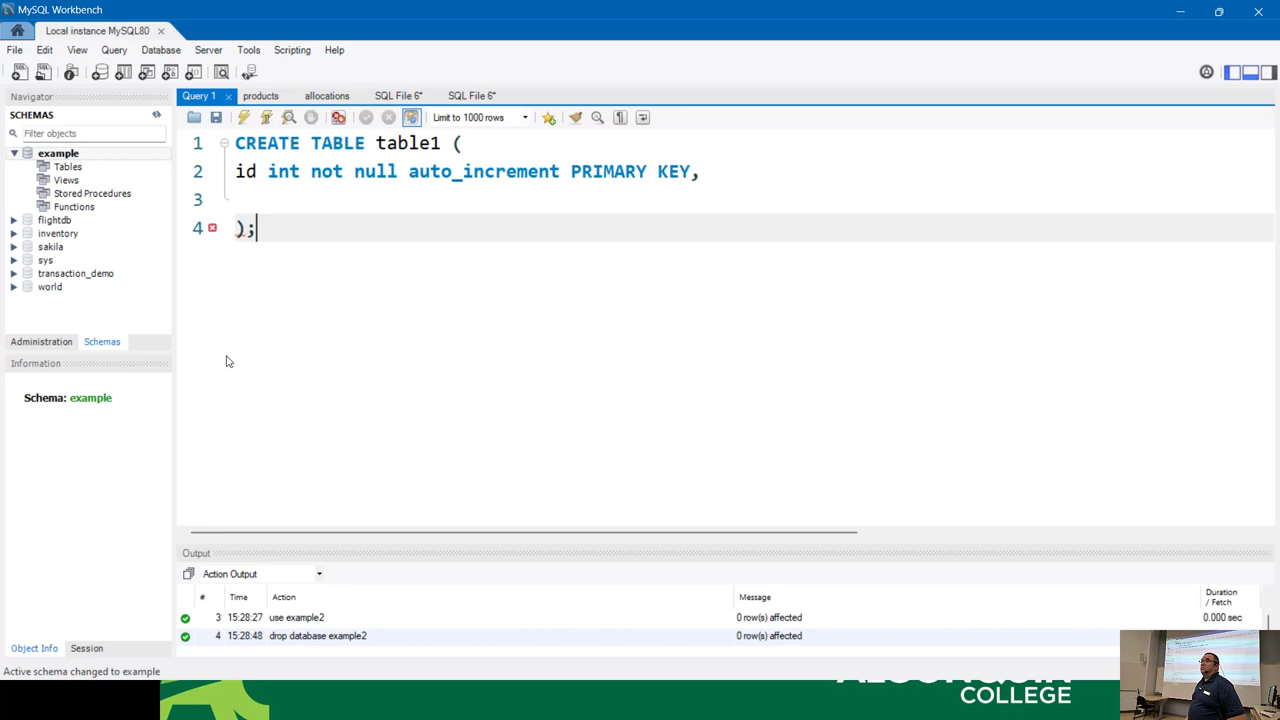 MySQL Workbench
Local instance MySQL80
File Edit View Query Database Server Tools Scripting Help
Navigator
SCHEMAS
Filter objects
example
Tables
Views
Stored Procedures
Functions
flightdb
inventory
sakila
sys
transaction_demo
world
Administration Schemas
Information
Schema: example
Object Info Session
Query 1 products allocations SQL File 6* SQL File 6*
Limit to 1000 rows
1 CREATE TABLE table1 (
2 id int not null auto_increment PRIMARY KEY,
3
4 );
Output
Action Output
# Time Action Message Duration / Fetch
3 15:28:27 use example2 0 row(s) affected 0.000 sec
4 15:28:48 drop database example2 0 row(s) affected
Active schema changed to example
COLLEGE